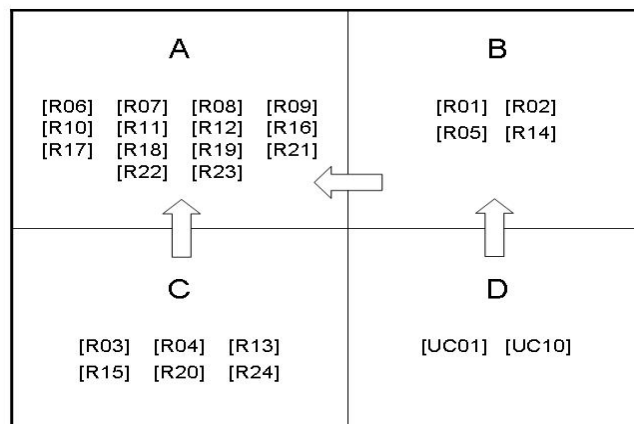 A
[R06] [R07] [R08] [R09]
[R10] [R11] [R12] [R16]
[R17] [R18] [R19] [R21]
[R22] [R23]
B
[R01] [R02]
[R05] [R14]
C
[R03] [R04] [R13]
[R15] [R20] [R24]
D
[UC01] [UC10]